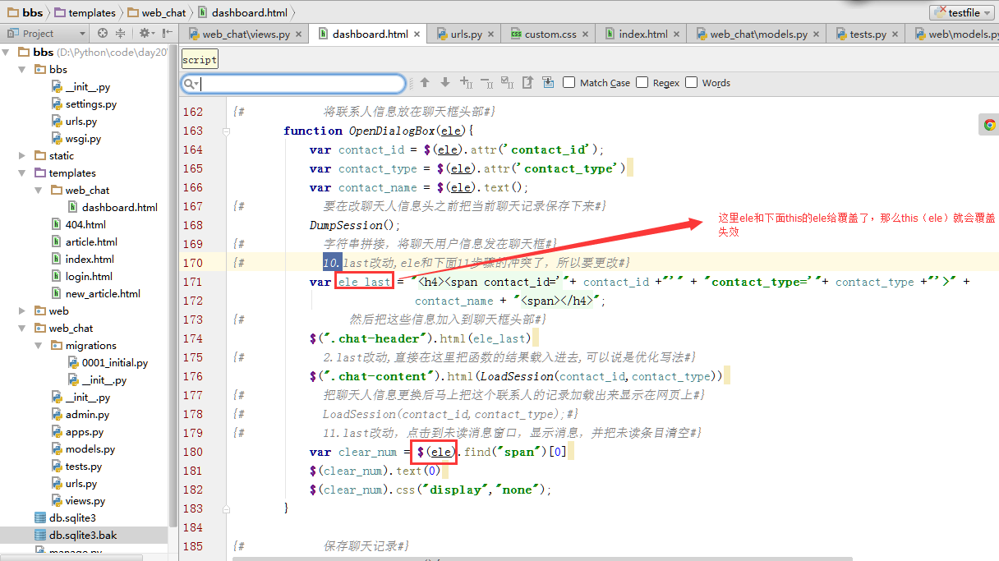 bbs templates web_chat dashboard.html testfile
Project web_chat\views.py dashboard.html urls.py custom.css index.html web_chat\models.py tests.py web\models.py
bbs (D:\Python\code\day20\
bbs
__init__.py
settings.py
urls.py
wsgi.py
static
templates
web_chat
dashboard.html
404.html
article.html
index.html
login.html
new_article.html
web
web_chat
migrations
0001_initial.py
__init__.py
__init__.py
admin.py
apps.py
models.py
tests.py
urls.py
views.py
db.sqlite3
db.sqlite3.bak
manage.py
script
Match Case Regex Words
162 {# 将联系人信息放在聊天框头部#}
163 function OpenDialogBox(ele){
164 var contact_id = $(ele).attr('contact_id');
165 var contact_type = $(ele).attr('contact_type')
166 var contact_name = $(ele).text();
167 {# 要在改聊天人信息头之前把当前聊天记录保存下来#}
168 DumpSession();
169 {# 字符串拼接，将聊天用户信息发在聊天框#}
170 {# 10.last改动,ele和下面11步骤的冲突了，所以要更改#}
171 var ele_last = "<h4><span contact_id='"+ contact_id +"'" + "contact_type='"+ contact_type +"'>" +
172 contact_name + "<span></h4>";
173 {# 然后把这些信息加入到聊天框头部#}
174 $(".chat-header").html(ele_last)
175 {# 2.last改动,直接在这里把函数的结果载入进去,可以说是优化写法#}
176 $(".chat-content").html(LoadSession(contact_id,contact_type))
177 {# 把聊天人信息更换后马上把这个联系人的记录加载出来显示在网页上#}
178 {# LoadSession(contact_id,contact_type);#}
179 {# 11.last改动，点击到未读消息窗口，显示消息，并把未读条目清空#}
180 var clear_num = $(ele).find("span")[0]
181 $(clear_num).text(0)
182 $(clear_num).css("display","none");
183 }
184
185 {# 保存聊天记录#}
这里ele和下面this的ele给覆盖了，那么this（ele）就会覆盖
失效